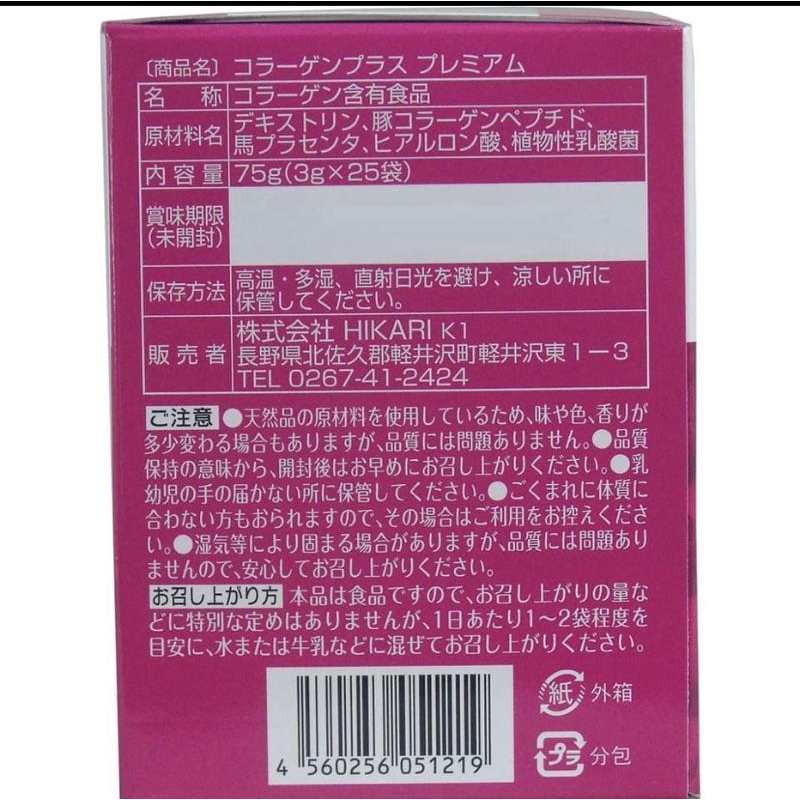 〔商品名〕 コラーゲンプラス プレミアム
名 称 コラーゲン含有食品
原材料名 デキストリン、豚コラーゲンペプチド、
馬プラセンタ、ヒアルロン酸、植物性乳酸菌
内 容 量 75g(3g×25袋)
賞味期限
(未開封)
保存方法 高温・多湿、直射日光を避け、涼しい所に
保管してください。
販 売 者 株式会社 HIKARI K1
長野県北佐久郡軽井沢町軽井沢東1-3
TEL 0267-41-2424
ご注意 ●天然品の原材料を使用しているため、味や色、香りが
多少変わる場合もありますが、品質には問題ありません。●品質
保持の意味から、開封後はお早めにお召し上がりください。●乳
幼児の手の届かない所に保管してください。●ごくまれに体質に
合わない方もおられますので、その場合はご利用をお控えくださ
い。●湿気等により固まる場合がありますが、品質には問題あり
ませんので、安心してお召し上がりください。
お召し上がり方 本品は食品ですので、お召し上がりの量な
どに特別な定めはありませんが、1日あたり1〜2袋程度を
目安に、水または牛乳などに混ぜてお召し上がりください。
紙 外箱
プラ 分包
4 560256 051219